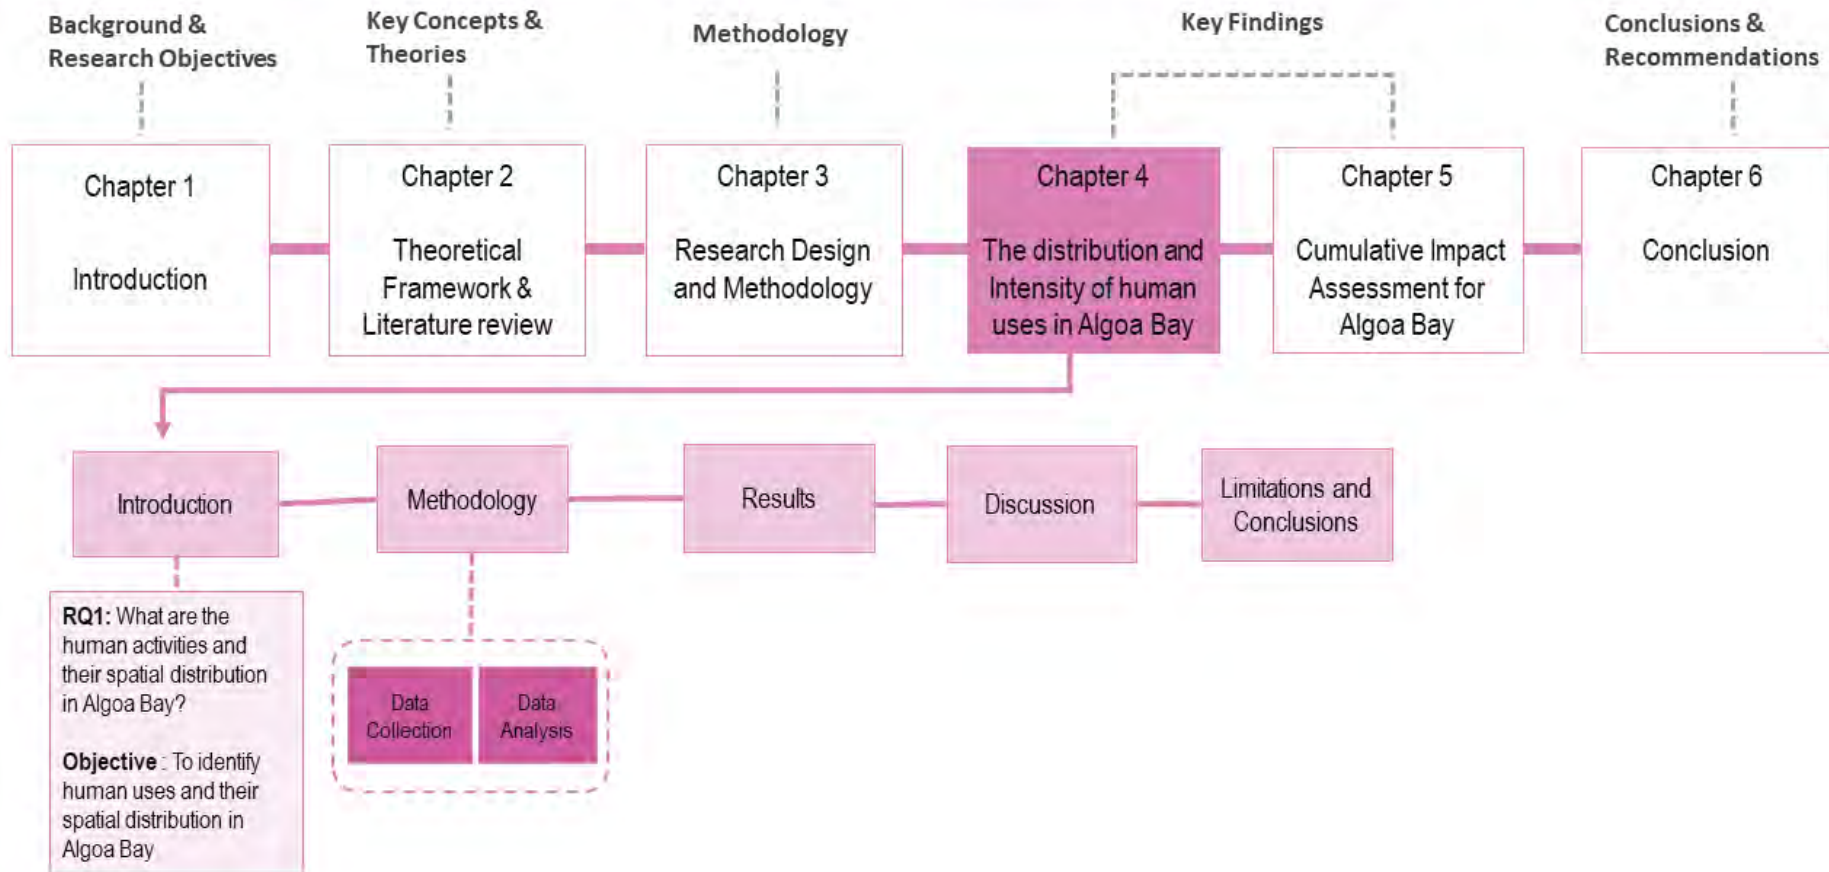 Background &
Research Objectives
Key Concepts &
Theories
Methodology
Key Findings
Conclusions &
Recommendations
Chapter 1
Introduction
Chapter 2
Theoretical
Framework &
Literature review
Chapter 3
Research Design
and Methodology
Chapter 4
The distribution and
Intensity of human
uses in Algoa Bay
Chapter 5
Cumulative Impact
Assessment for
Algoa Bay
Chapter 6
Conclusion
Introduction
Methodology
Results
Discussion
Limitations and
Conclusions
RQ1: What are the
human activities and
their spatial distribution
in Algoa Bay?
Objective : To identify
human uses and their
spatial distribution in
Algoa Bay
Data
Collection
Data
Analysis